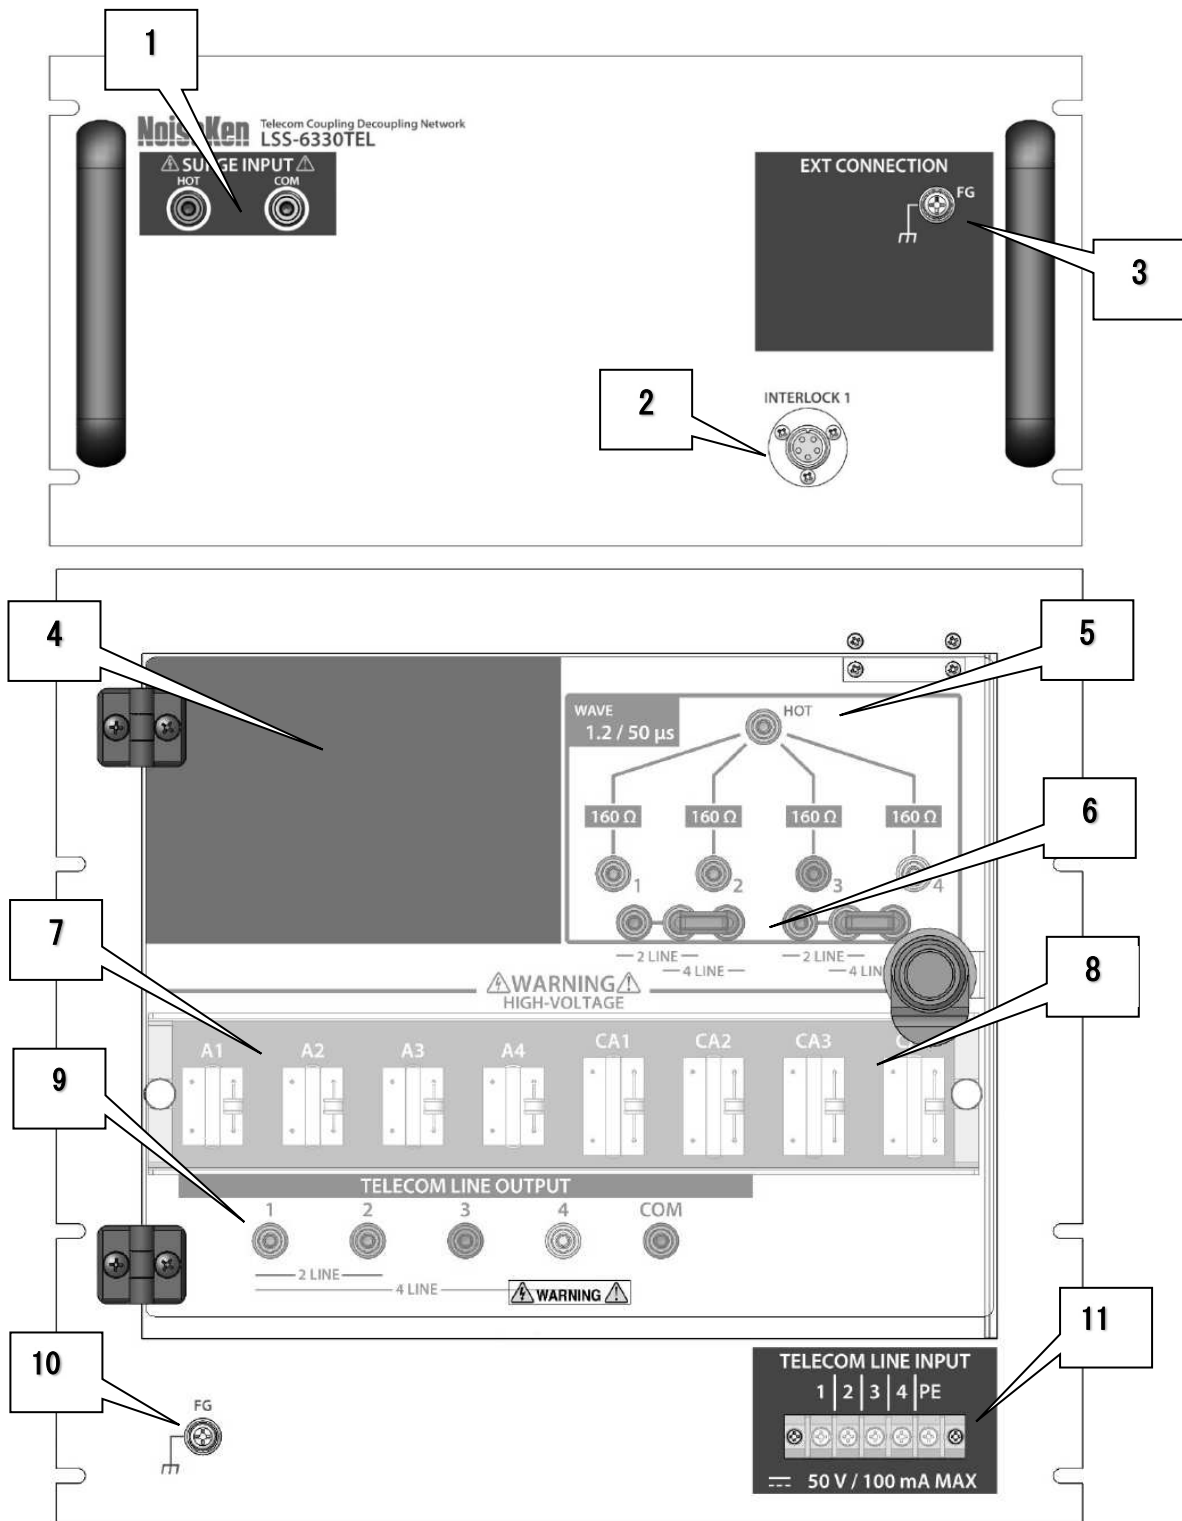 1
NoiseKen Telecom Coupling Decoupling Network
LSS-6330TEL
SURGE INPUT
HOT COM
EXT CONNECTION
FG
3
2
INTERLOCK 1
4
5
WAVE
1.2 / 50 µs
HOT
160 Ω 160 Ω 160 Ω 160 Ω
6
1 2 3 4
2 LINE 2 LINE
4 LINE
7
WARNING
HIGH-VOLTAGE
8
A1 A2 A3 A4 CA1 CA2 CA3
9
TELECOM LINE OUTPUT
1 2 3 4 COM
2 LINE
4 LINE
WARNING
10
FG
11
TELECOM LINE INPUT
1 2 3 4 PE
50 V / 100 mA MAX